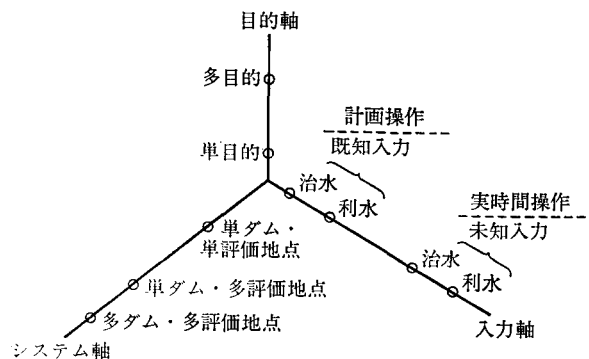 目的軸
多目的
単目的
計画操作
既知入力
治水
利水
実時間操作
未知入力
治水
利水
入力軸
単ダム・
単評価地点
単ダム・多評価地点
多ダム・多評価地点
システム軸